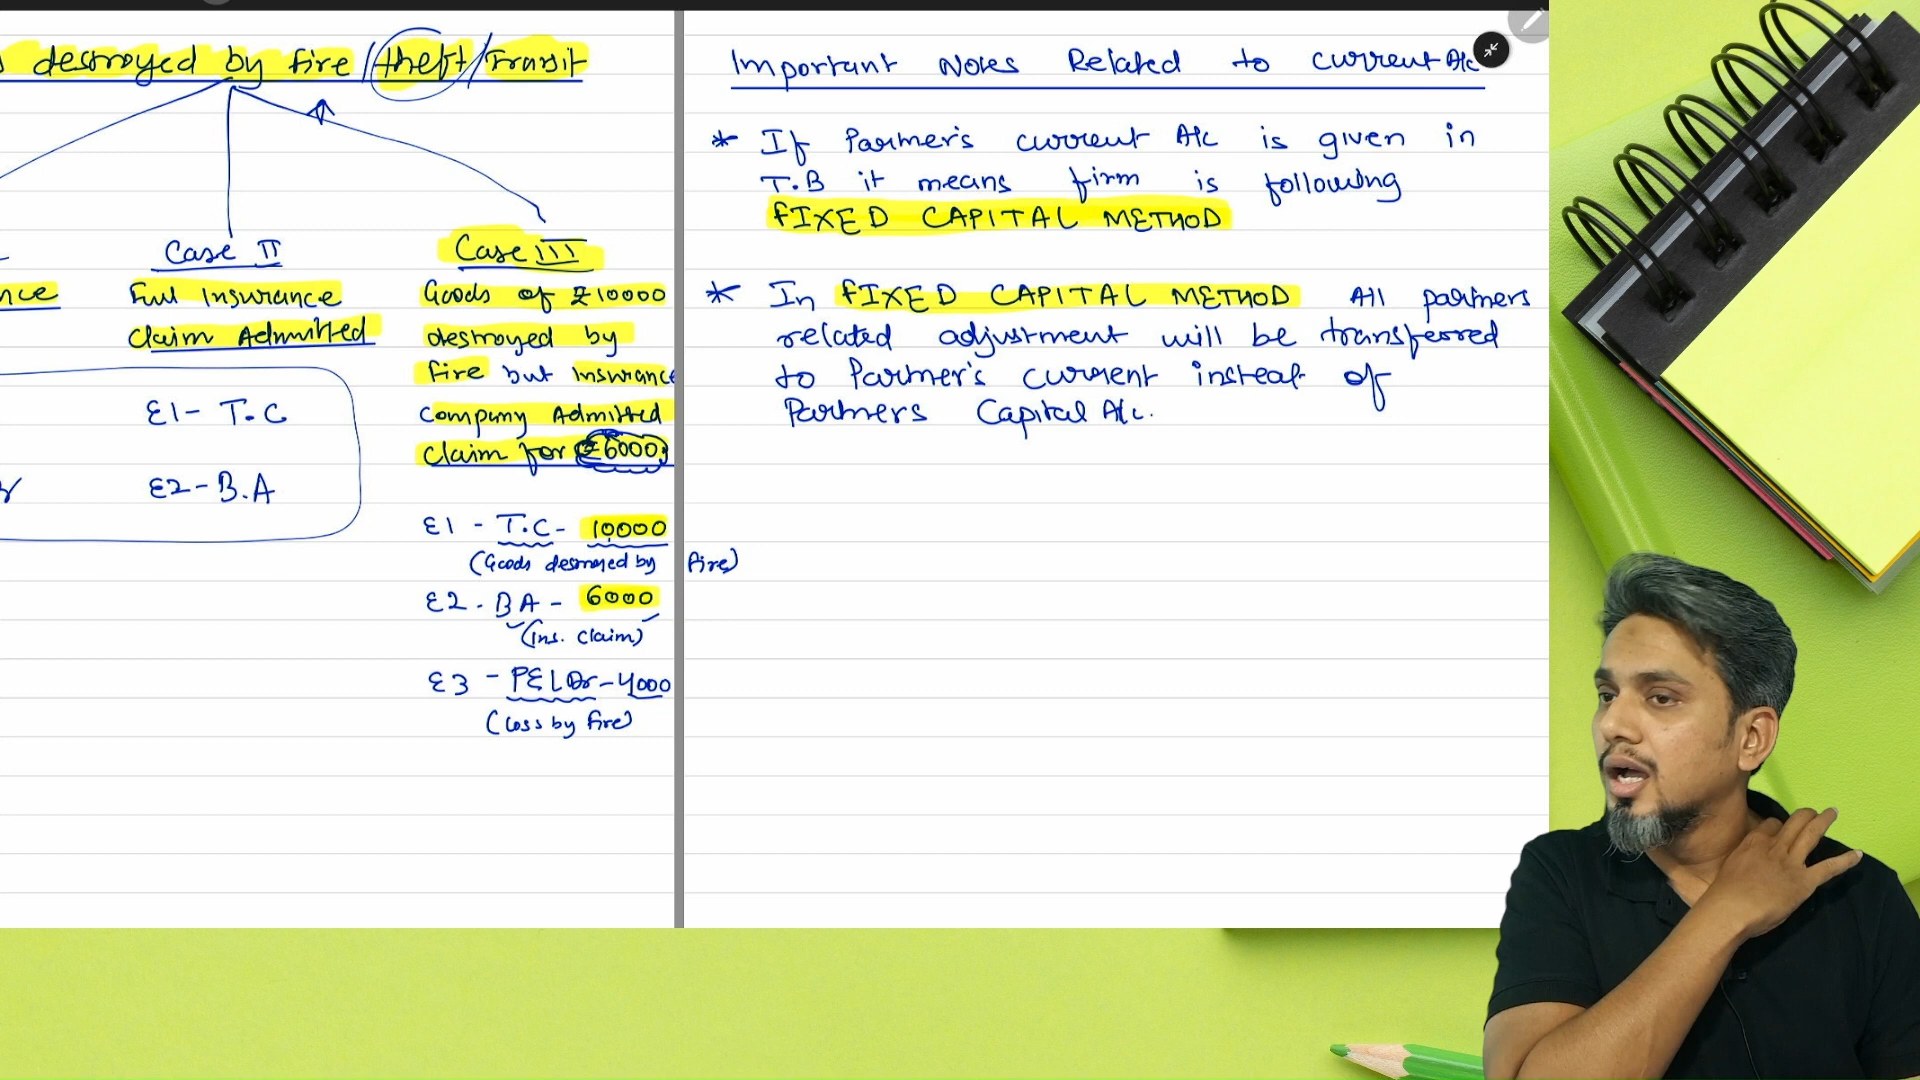 destroyed by fire / theft / Transit
Case II
Full Insurance
Claim Admitted
E1- T.C
E2-B.A
Case III
Goods of ₹10000
destroyed by
fire but Insurance
company Admitted
claim for ₹6000
E1 - T.C- 10,000
(Goods destroyed by fire)
E2 - BA - 6000
(ins. claim)
E3 - P&L Dr-4000
(Loss by fire)
Important Notes Related to current A/c
* If Partner's current A/c is given in
T.B it means firm is following
FIXED CAPITAL METHOD
* In FIXED CAPITAL METHOD All partners
related adjustment will be transferred
to Partner's current instead of
Partners Capital A/c.